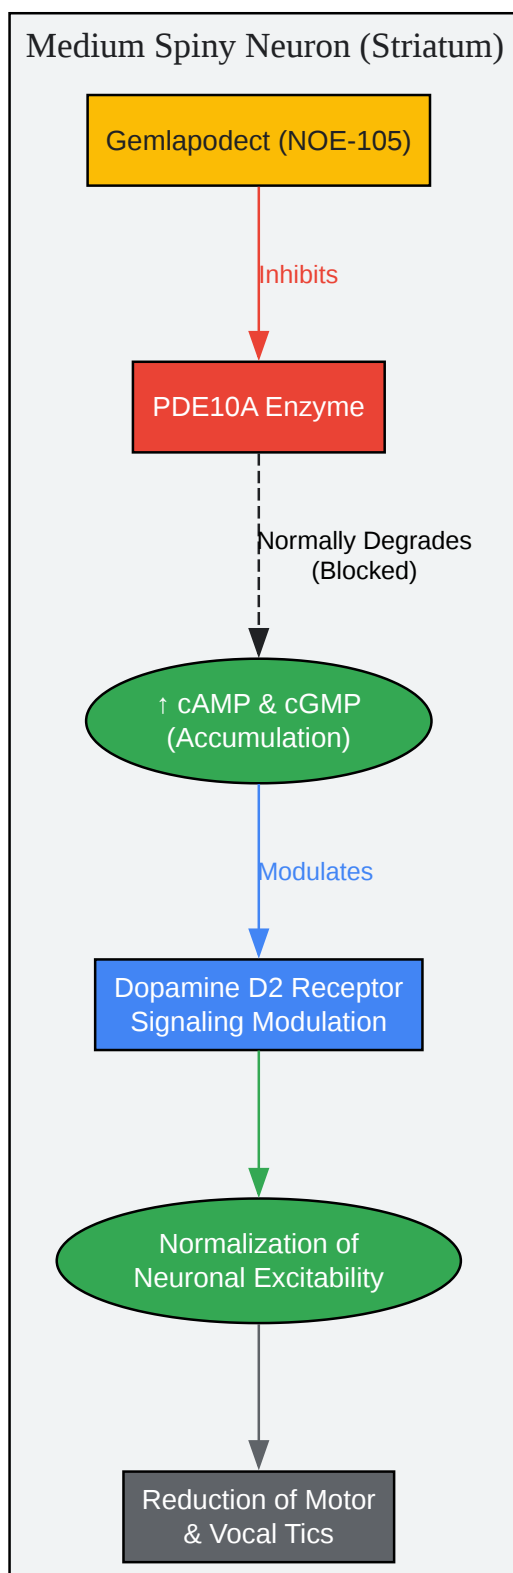 Medium Spiny Neuron (Striatum)
Gemlapodect (NOE-105)
Inhibits
PDE10A Enzyme
Normally Degrades
(Blocked)
↑ cAMP & cGMP
(Accumulation)
Modulates
Dopamine D2 Receptor
Signaling Modulation
Normalization of
Neuronal Excitability
Reduction of Motor
& Vocal Tics